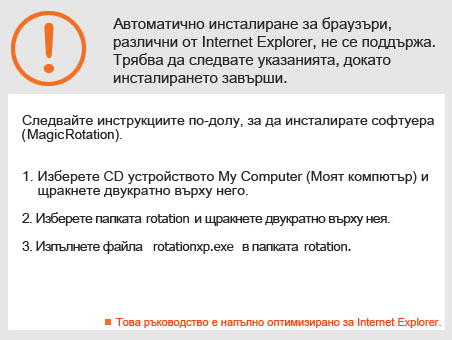 Автоматично инсталиране за браузъри,
различни от Internet Explorer, не се поддържа.
Трябва да следвате указанията, докато
инсталирането завърши.
Следвайте инструкциите по-долу, за да инсталирате софтуера
(MagicRotation).
1. Изберете CD устройството My Computer (Моят компютър) и
щракнете двукратно върху него.
2. Изберете папката rotation и щракнете двукратно върху нея.
3. Изпълнете файла rotationxp.exe в папката rotation.
Това ръководство е напълно оптимизирано за Internet Explorer.